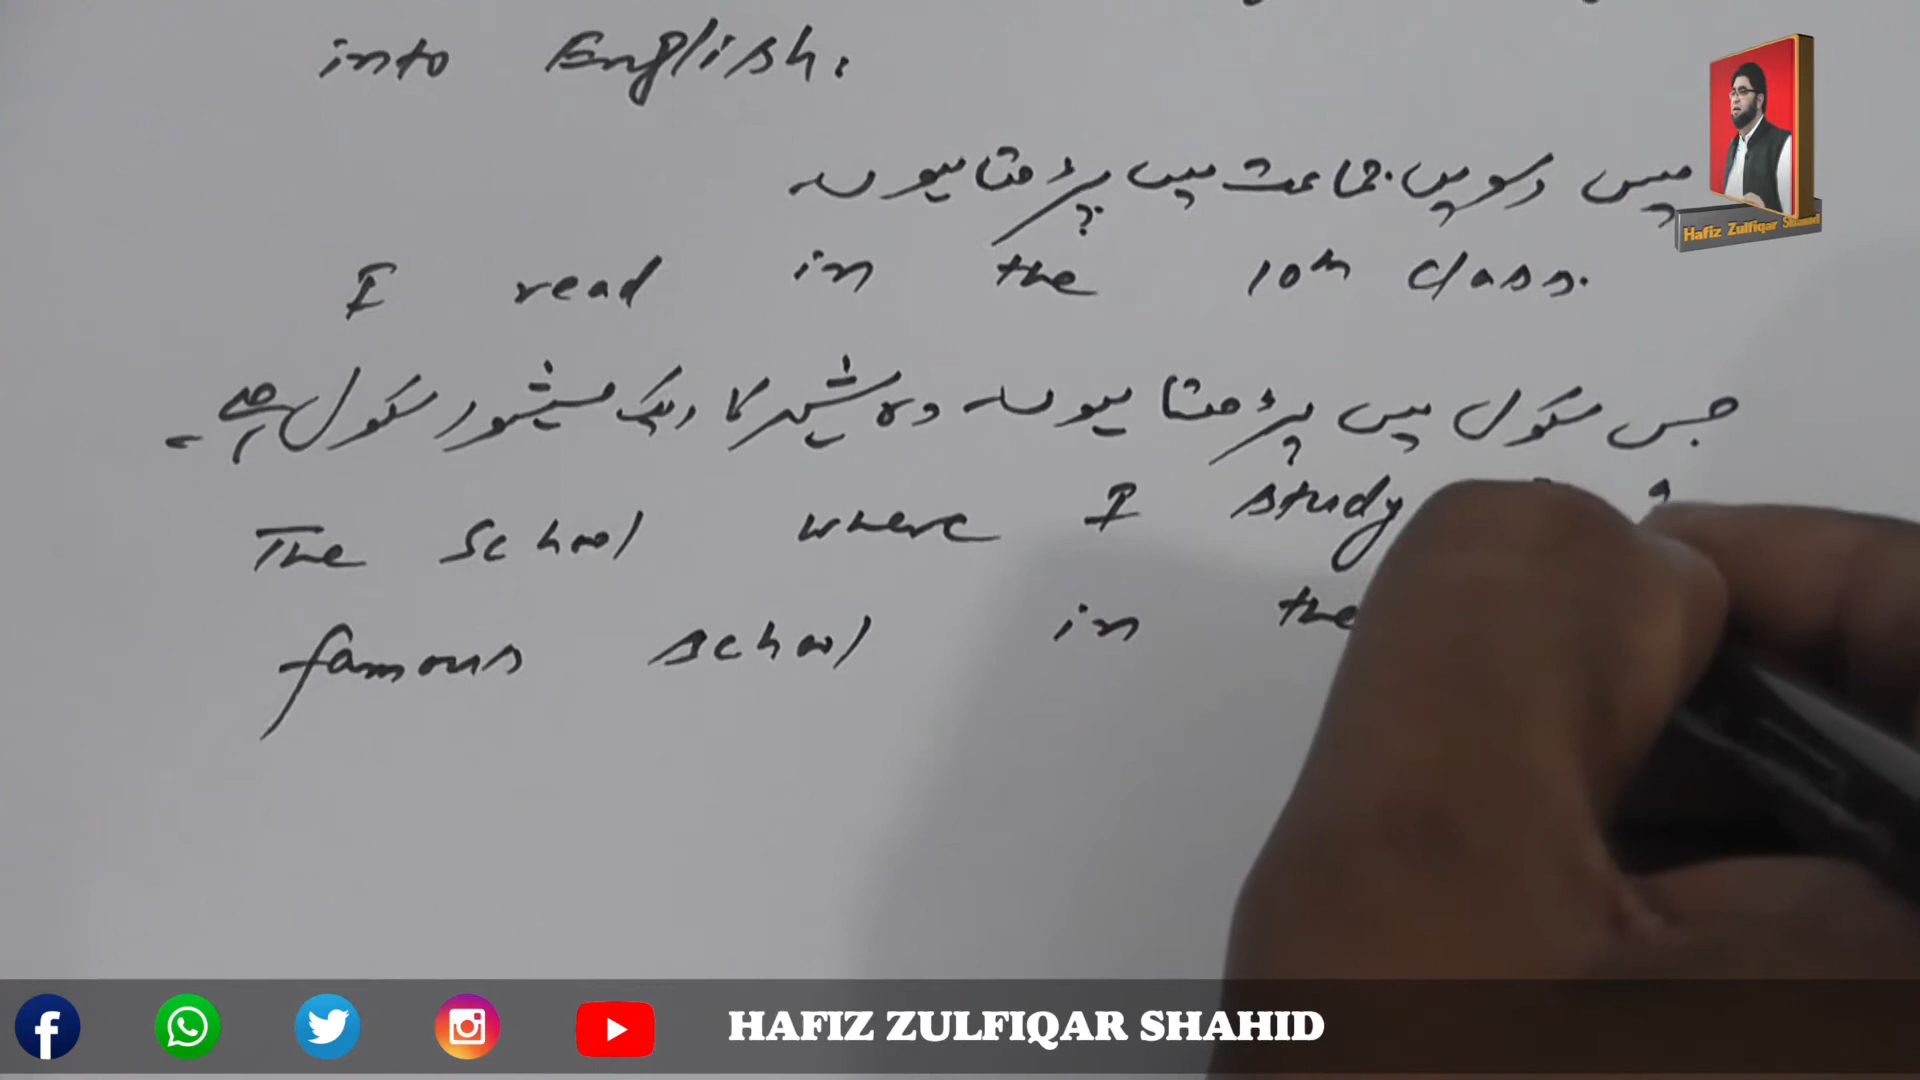 into English.
میں دسویں جماعت میں پڑھتا ہوں
I read in the 10th class.
جس سکول میں پڑھتا ہوں وہ شہر کا ایک مشہور سکول ہے۔
The School where I study
famous school in the
Hafiz Zulfiqar Shahid
HAFIZ ZULFIQAR SHAHID